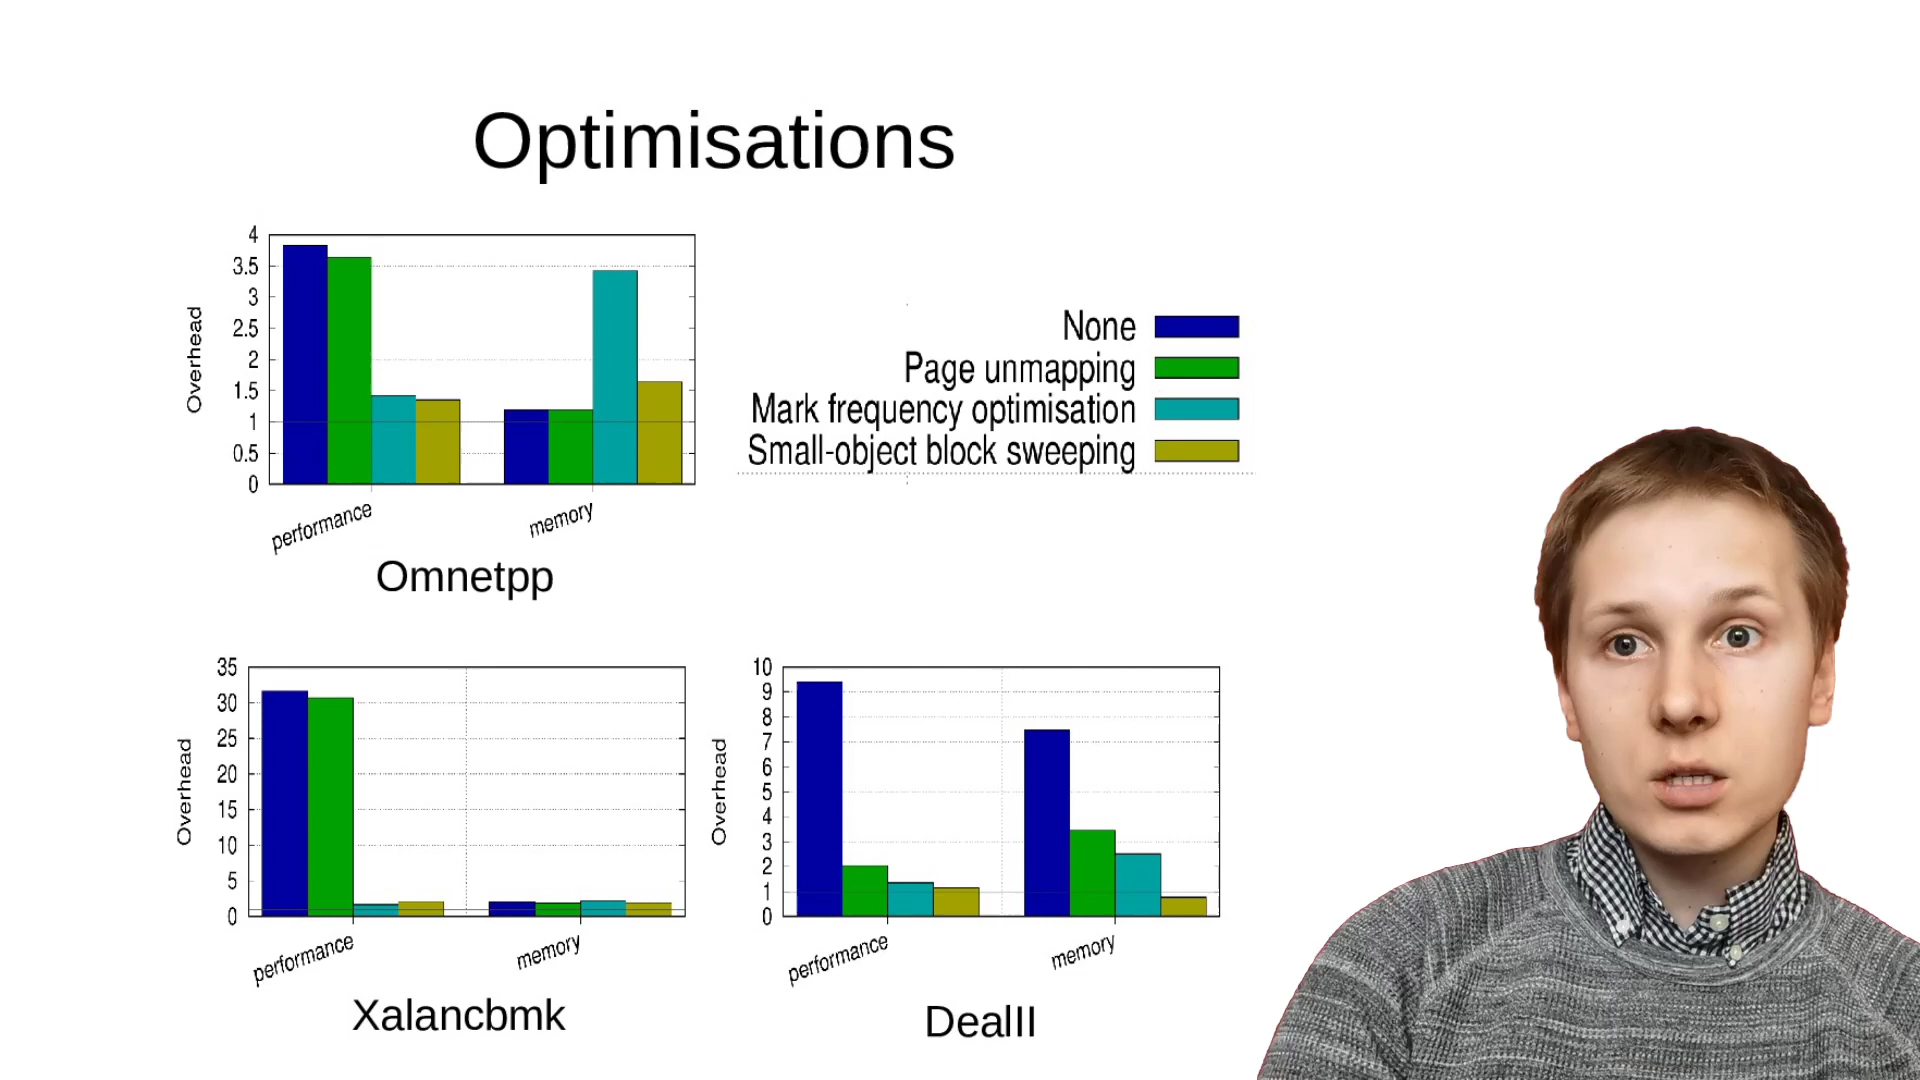 Optimisations
4
3.5
3
2.5
2
1.5
1
0.5
0
Overhead
performance
memory
Omnetpp
None
Page unmapping
Mark frequency optimisation
Small-object block sweeping
35
30
25
20
15
10
5
0
Overhead
performance
memory
Xalancbmk
10
9
8
7
6
5
4
3
2
1
0
Overhead
performance
memory
DealII